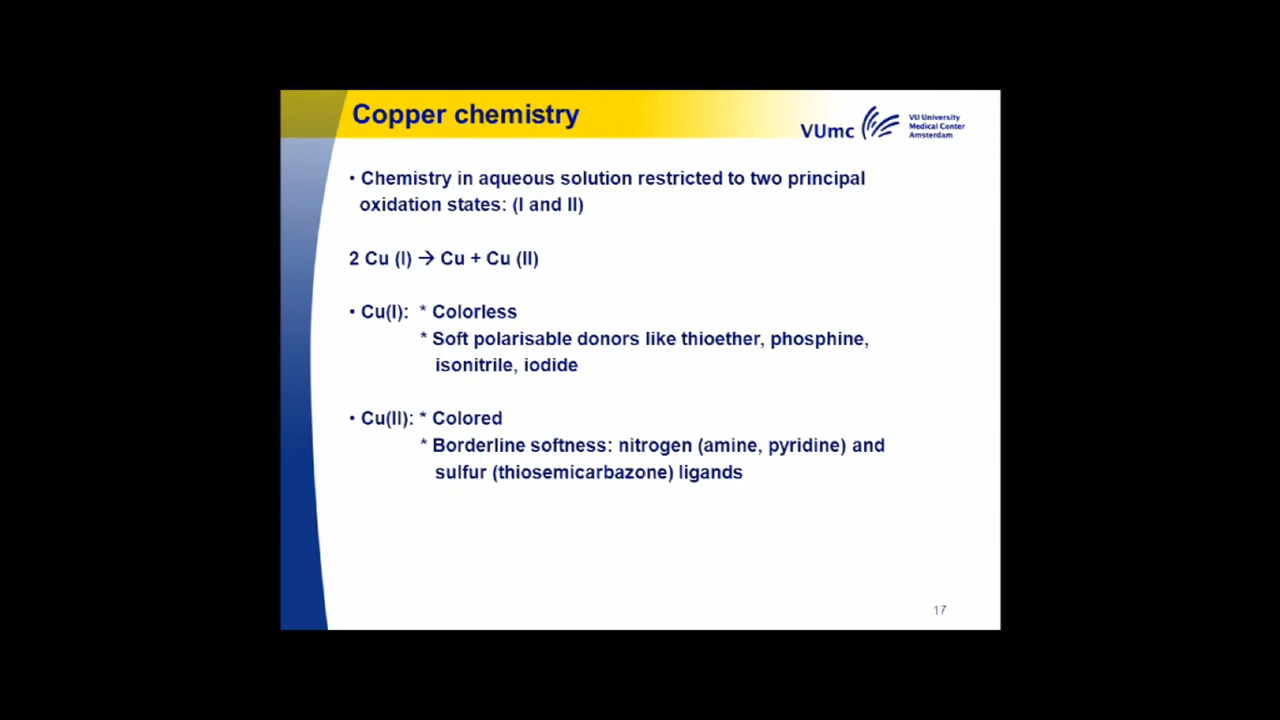 Copper chemistry
VUmc
VU University
Medical Center
Amsterdam
• Chemistry in aqueous solution restricted to two principal
oxidation states: (I and II)
2 Cu (I) → Cu + Cu (II)
• Cu(I): * Colorless
* Soft polarisable donors like thioether, phosphine,
isonitrile, iodide
• Cu(II): * Colored
* Borderline softness: nitrogen (amine, pyridine) and
sulfur (thiosemicarbazone) ligands
17